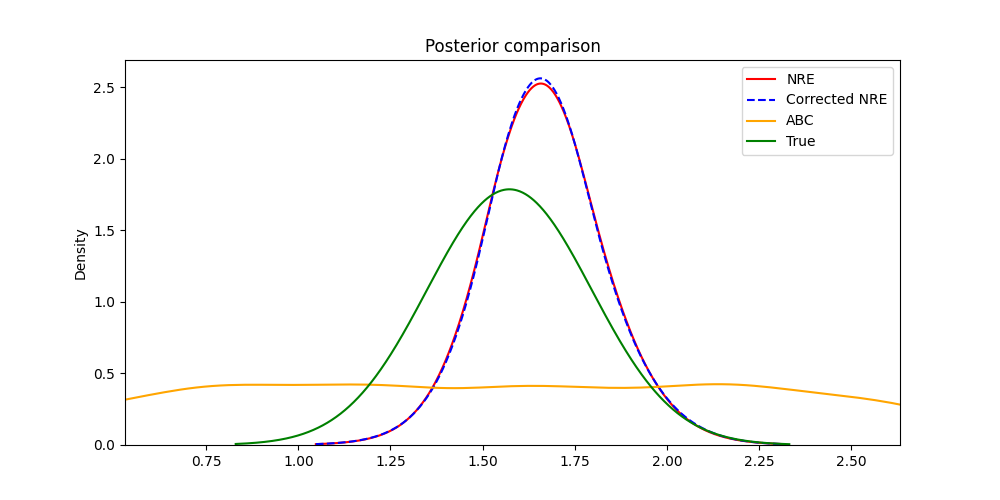 Posterior comparison
NRE
Corrected NRE
ABC
True
Density
2.5
2.0
1.5
1.0
0.5
0.0
0.75 1.00 1.25 1.50 1.75 2.00 2.25 2.50